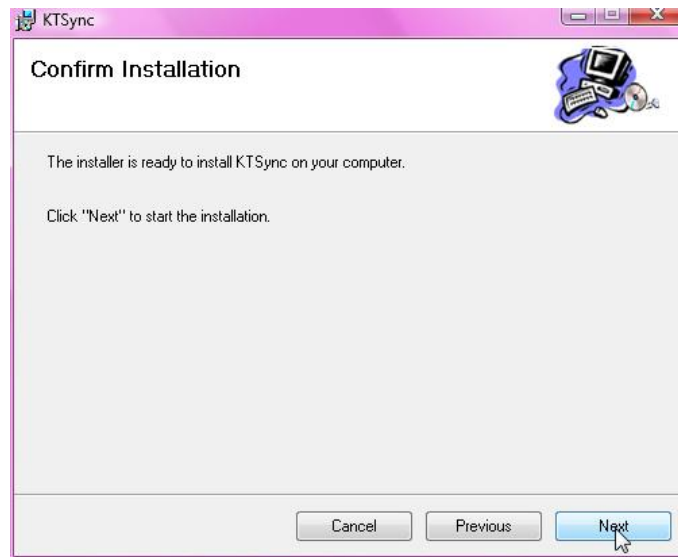 KTSync
Confirm Installation
The installer is ready to install KTSync on your computer.
Click "Next" to start the installation.
Cancel
Previous
Next